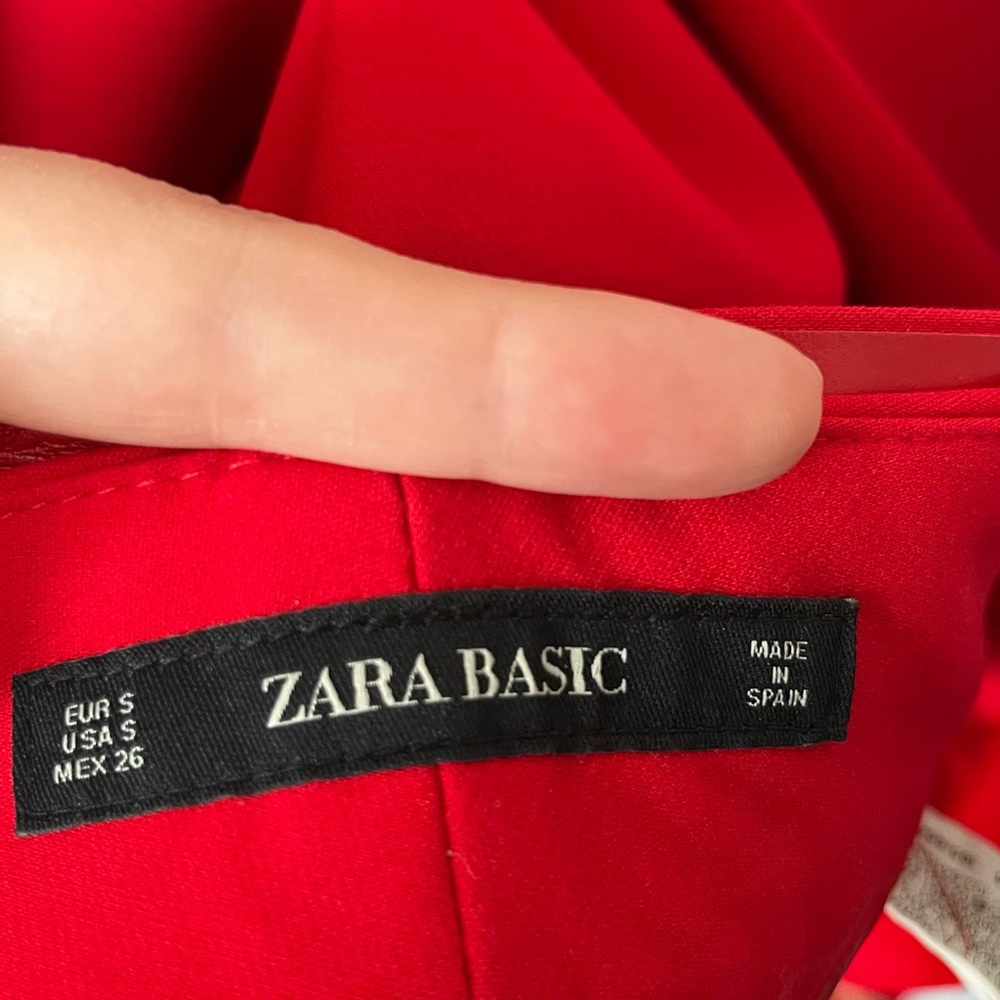 EUR S
USA S
MEX 26
ZARA BASIC
MADE
IN
SPAIN